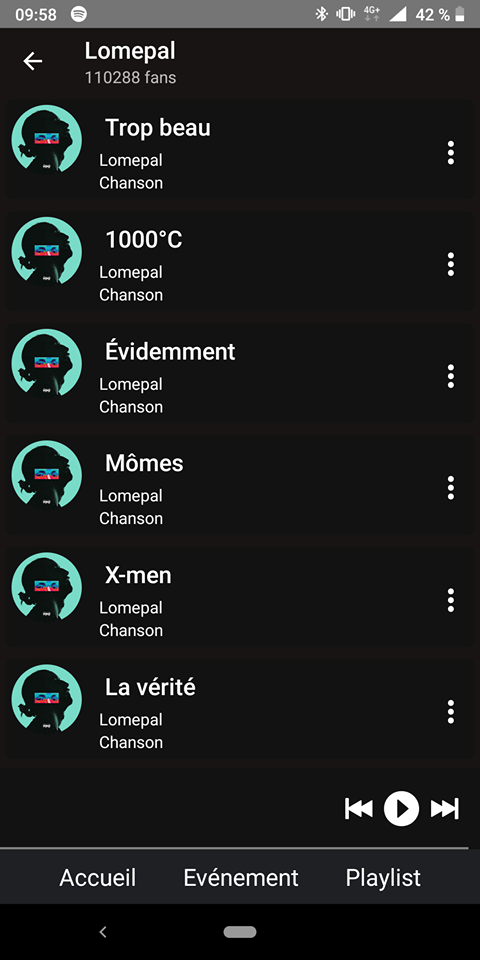 09:58 4G+ 42 %
Lomepal
110288 fans
Trop beau
Lomepal
Chanson
1000°C
Lomepal
Chanson
Évidemment
Lomepal
Chanson
Mômes
Lomepal
Chanson
X-men
Lomepal
Chanson
La vérité
Lomepal
Chanson
Accueil Evénement Playlist